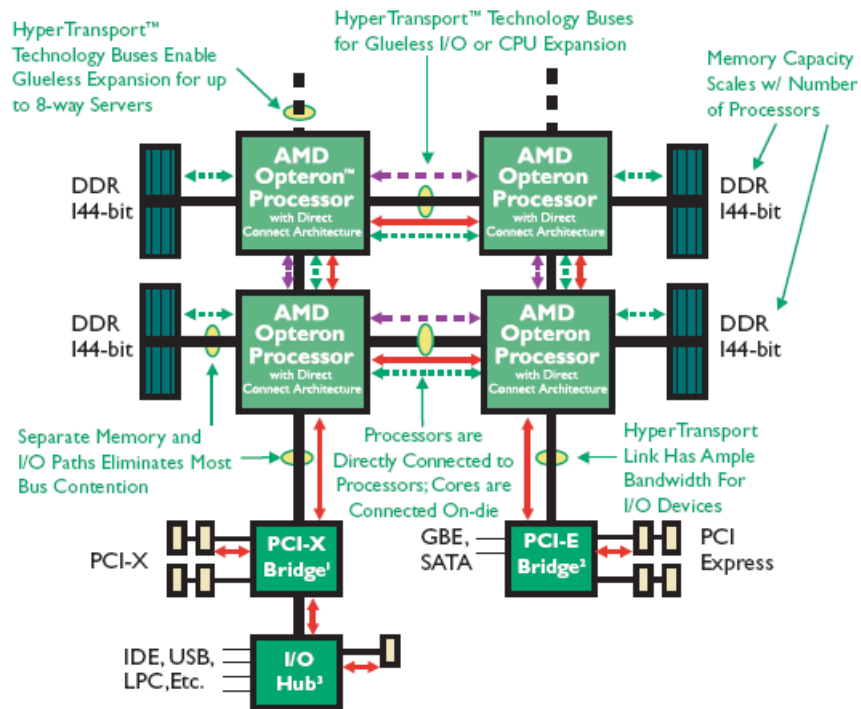 HyperTransport™
Technology Buses Enable
Glueless Expansion for up
to 8-way Servers
HyperTransport™ Technology Buses
for Glueless I/O or CPU Expansion
Memory Capacity
Scales w/ Number
of Processors
DDR
144-bit
AMD
Opteron™
Processor
with Direct
Connect Architecture
AMD
Opteron
Processor
with Direct
Connect Architecture
DDR
144-bit
DDR
144-bit
AMD
Opteron
Processor
with Direct
Connect Architecture
AMD
Opteron
Processor
with Direct
Connect Architecture
DDR
144-bit
Separate Memory and
I/O Paths Eliminates Most
Bus Contention
Processors are
Directly Connected to
Processors; Cores are
Connected On-die
HyperTransport
Link Has Ample
Bandwidth For
I/O Devices
PCI-X
PCI-X
Bridge¹
GBE,
SATA
PCI-E
Bridge²
PCI
Express
IDE, USB,
LPC,Etc.
I/O
Hub³